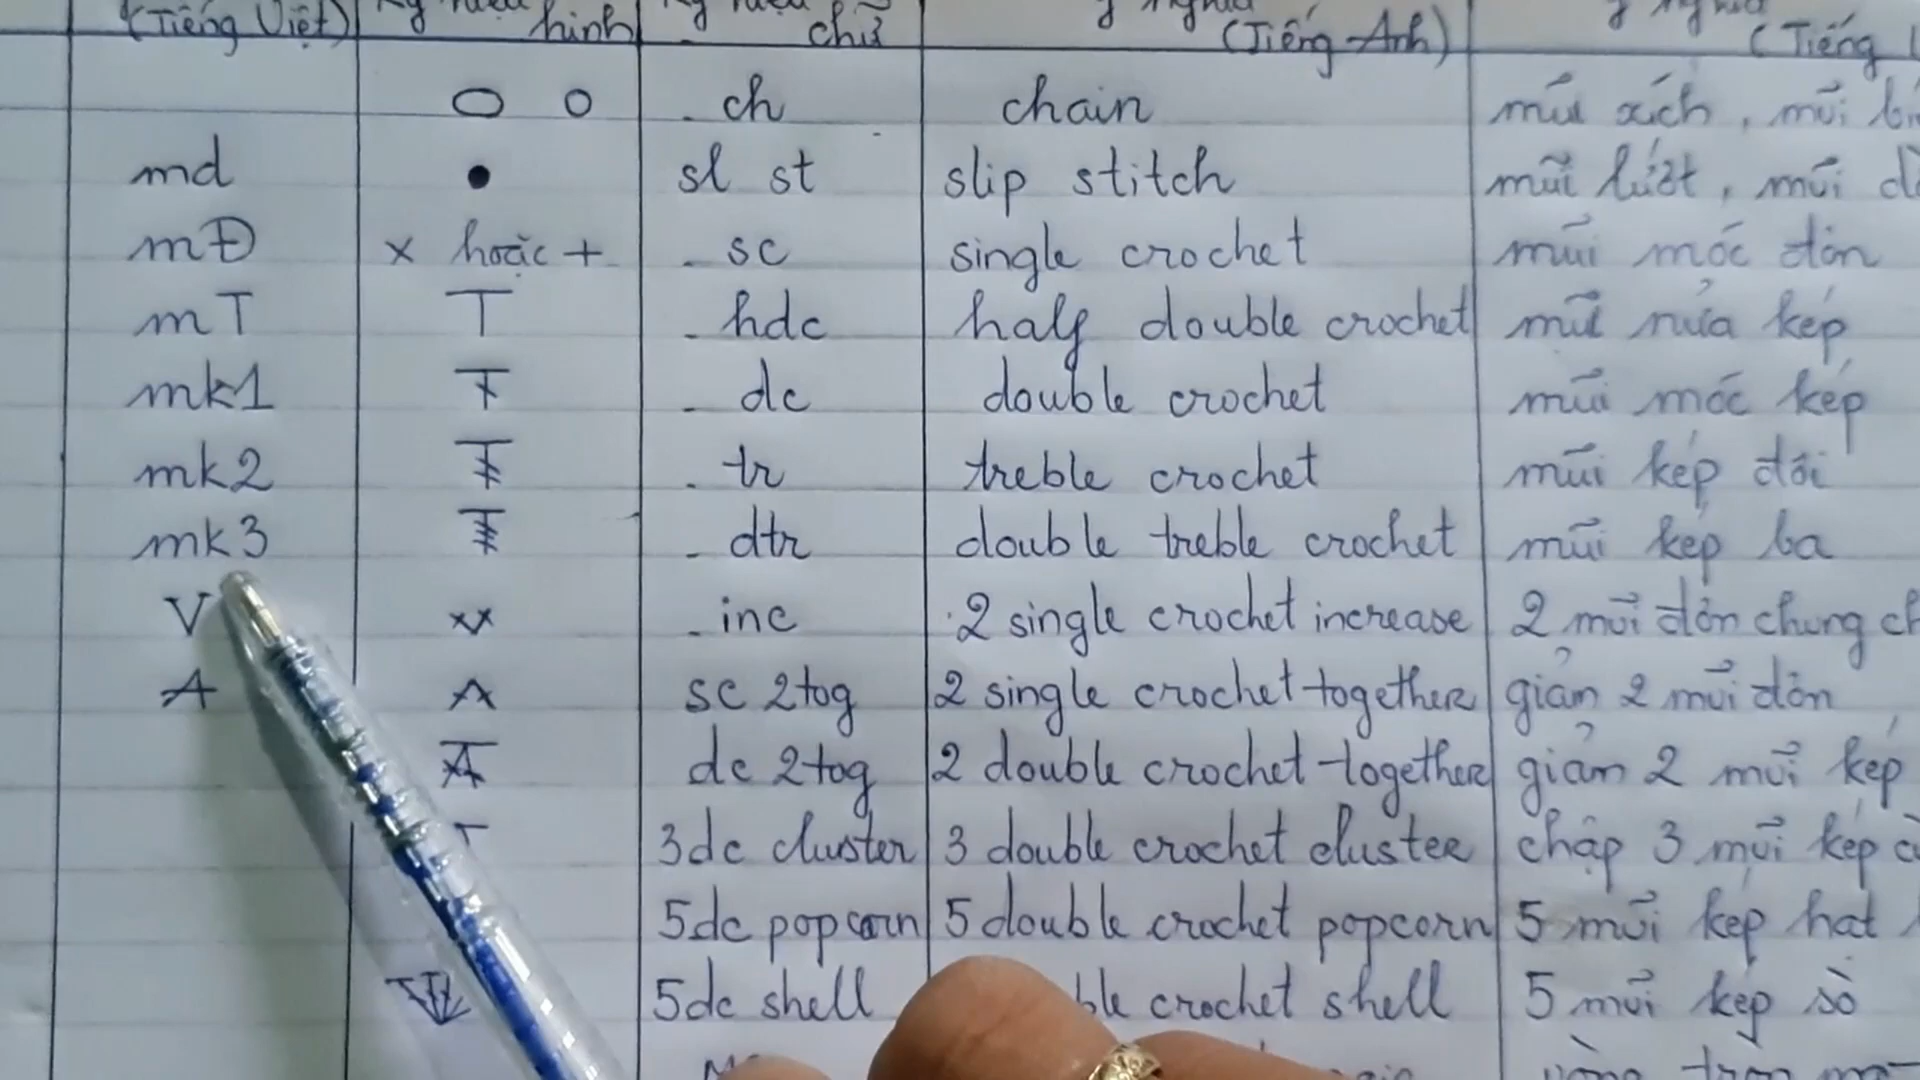 (Tiếng Việt) hình chữ (Tiếng Anh) (Tiếng
ch chain mũi xích, mũi
md sl st slip stitch mũi lướt, mũi
mĐ x hoặc + sc single crochet mũi móc đơn
mT T hdc half double crochet mũi nửa kép
mk1 dc double crochet mũi móc kép
mk2 tr treble crochet mũi kép đôi
mk3 dtr double treble crochet mũi kép ba
V inc 2 single crochet increase 2 mũi đơn chung
A sc 2tog 2 single crochet together giảm 2 mũi đơn
dc 2tog 2 double crochet together giảm 2 mũi kép
3dc cluster 3 double crochet cluster chập 3 mũi kép
5dc popcorn 5 double crochet popcorn 5 mũi kép hạt
5dc shell crochet shell 5 mũi kép sò